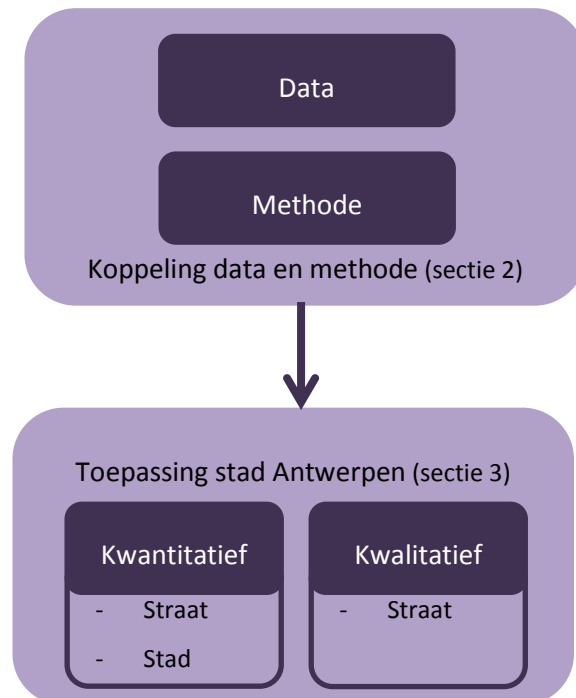 Data
Methode
Koppeling data en methode (sectie 2)
Toepassing stad Antwerpen (sectie 3)
Kwantitatief
- Straat
- Stad
Kwalitatief
- Straat